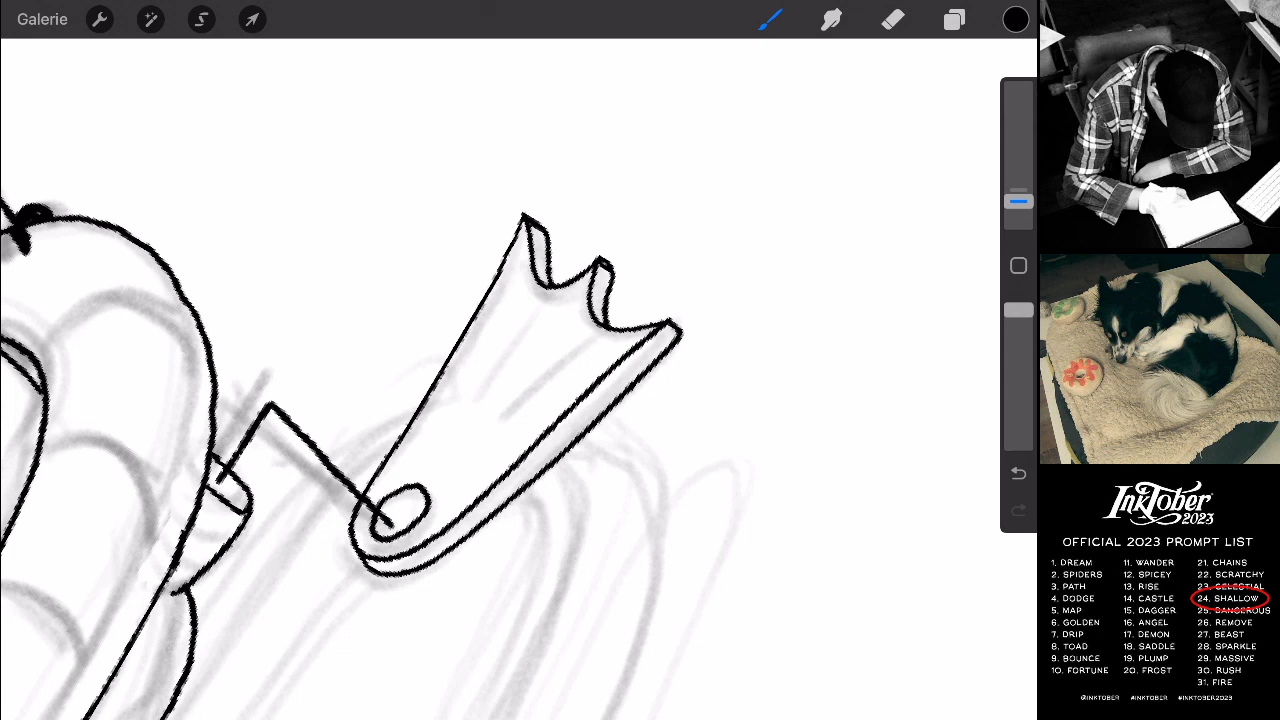 Galerie
INKTOBER
2023
OFFICIAL 2023 PROMPT LIST
1. DREAM
2. SPIDERS
3. PATH
4. DODGE
5. MAP
6. GOLDEN
7. DRIP
8. TOAD
9. BOUNCE
10. FORTUNE
11. WANDER
12. SPICEY
13. RISE
14. CASTLE
15. DAGGER
16. ANGEL
17. DEMON
18. SADDLE
19. PLUMP
20. FROST
21. CHAINS
22. SCRATCHY
23. CELESTIAL
24. SHALLOW
25. DANGEROUS
26. REMOVE
27. BEAST
28. SPARKLE
29. MASSIVE
30. RUSH
31. FIRE
@INKTOBER #INKTOBER #INKTOBER2023